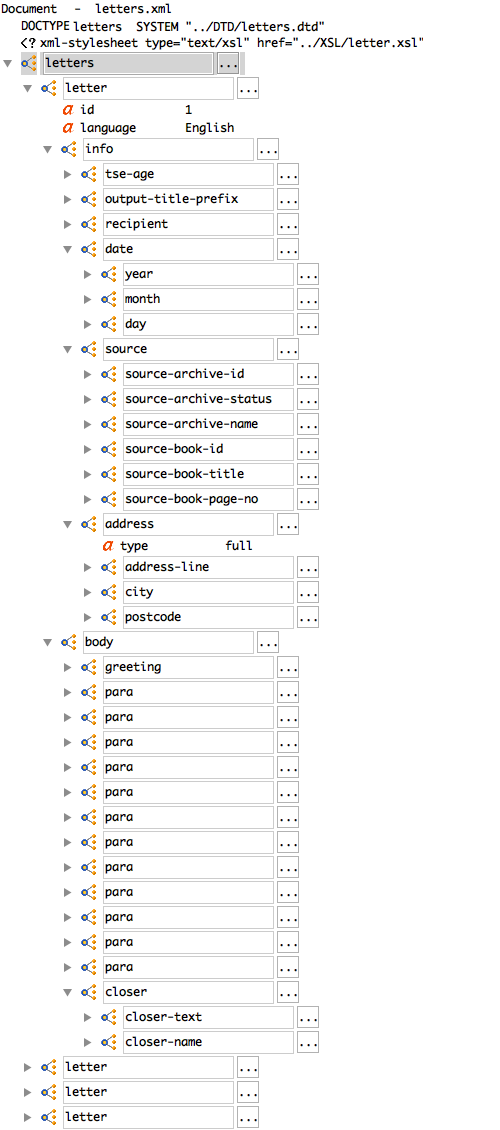 Document - letters.xml
DOCTYPE letters SYSTEM "../DTD/letters.dtd"
<? xml-stylesheet type="text/xsl" href="../XSL/letter.xsl"
letters ...
letter ...
a id 1
a language English
info ...
tse-age ...
output-title-prefix ...
recipient ...
date ...
year ...
month ...
day ...
source ...
source-archive-id ...
source-archive-status ...
source-archive-name ...
source-book-id ...
source-book-title ...
source-book-page-no ...
address ...
a type full
address-line ...
city ...
postcode ...
body ...
greeting ...
para ...
para ...
para ...
para ...
para ...
para ...
para ...
para ...
para ...
para ...
para ...
para ...
closer ...
closer-text ...
closer-name ...
letter ...
letter ...
letter ...